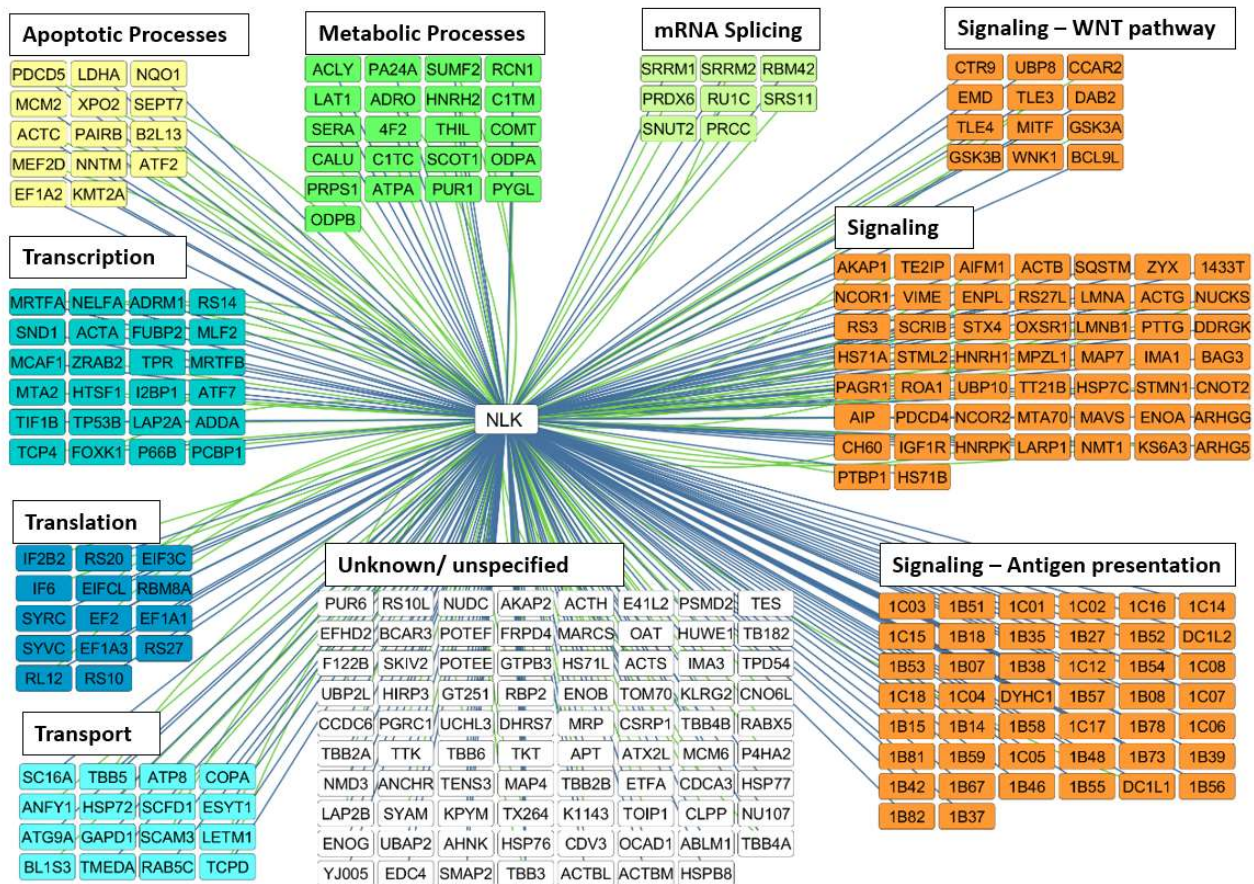 Apoptotic Processes
PDCD5 LDHA NQO1
MCM2 XPO2 SEPT7
ACTC PAIRB B2L13
MEF2D NNTM ATF2
EF1A2 KMT2A
Metabolic Processes
ACLY PA24A SUMF2 RCN1
LAT1 ADRO HNRH2 C1TM
SERA 4F2 THIL COMT
CALU C1TC SCOT1 ODPA
PRPS1 ATPA PUR1 PYGL
ODPB
mRNA Splicing
SRRM1 SRRM2 RBM42
PRDX6 RU1C SRS11
SNUT2 PRCC
Signaling – WNT pathway
CTR9 UBP8 CCAR2
EMD TLE3 DAB2
TLE4 MITF GSK3A
GSK3B WNK1 BCL9L
Transcription
MRTFA NELFA ADRM1 RS14
SND1 ACTA FUBP2 MLF2
MCAF1 ZRAB2 TPR MRTFB
MTA2 HTSF1 I2BP1 ATF7
TIF1B TP53B LAP2A ADDA
TCP4 FOXK1 P66B PCBP1
Signaling
AKAP1 TE2IP AIFM1 ACTB SQSTM ZYX 1433T
NCOR1 VIME ENPL RS27L LMNA ACTG NUCKS
RS3 SCRIB STX4 OXSR1 LMNB1 PTTG DDRGK
HS71A STML2 HNRH1 MPZL1 MAP7 IMA1 BAG3
PAGR1 ROA1 UBP10 TT21B HSP7C STMN1 CNOT2
AIP PDCD4 NCOR2 MTA70 MAVS ENOA ARHGG
CH60 IGF1R HNRPK LARP1 NMT1 KS6A3 ARHG5
PTBP1 HS71B
NLK
Translation
IF2B2 RS20 EIF3C
IF6 EIFCL RBM8A
SYRC EF2 EF1A1
SYVC EF1A3 RS27
RL12 RS10
Transport
SC16A TBB5 ATP8 COPA
ANFY1 HSP72 SCFD1 ESYT1
ATG9A GAPD1 SCAM3 LETM1
BL1S3 TMEDA RAB5C TCPD
Unknown/ unspecified
PUR6 RS10L NUDC AKAP2 ACTH E41L2 PSMD2 TES
EFHD2 BCAR3 POTEF FRPD4 MARCS OAT HUWE1 TB182
F122B SKIV2 POTEE GTPB3 HS71L ACTS IMA3 TPD54
UBP2L HIRP3 GT251 RBP2 ENOB TOM70 KLRG2 CNO6L
CCDC6 PGRC1 UCHL3 DHRS7 MRP CSRP1 TBB4B RABX5
TBB2A TTK TBB6 TKT APT ATX2L MCM6 P4HA2
NMD3 ANCHR TENS3 MAP4 TBB2B ETFA CDCA3 HSP77
LAP2B SYAM KPYM TX264 K1143 TOIP1 CLPP NU107
ENOG UBAP2 AHNK HSP76 CDV3 OCAD1 ABLM1 TBB4A
YJ005 EDC4 SMAP2 TBB3 ACTBL ACTBM HSPB8
Signaling – Antigen presentation
1C03 1B51 1C01 1C02 1C16 1C14
1C15 1B18 1B35 1B27 1B52 DC1L2
1B53 1B07 1B38 1C12 1B54 1C08
1C18 1C04 DYHC1 1B57 1B08 1C07
1B15 1B14 1B58 1C17 1B78 1C06
1B81 1B59 1C05 1B48 1B73 1B39
1B42 1B67 1B46 1B55 DC1L1 1B56
1B82 1B37